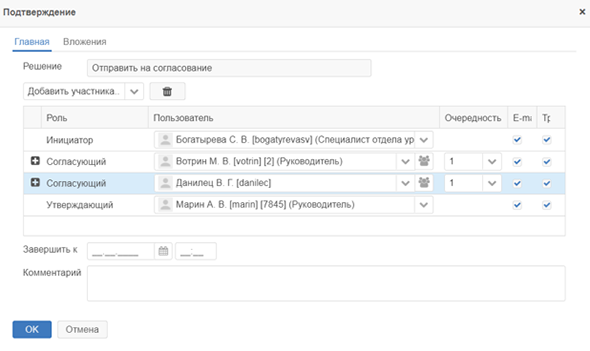 Подтверждение ×
Главная Вложения
Решение Отправить на согласование
Добавить участника..
Роль Пользователь Очередность E-ma Тр
Инициатор Богатырева С. В. [bogatyrevasv] (Специалист отдела ур
Согласующий Вотрин М. В. [votrin] [2] (Руководитель) 1
Согласующий Данилец В. Г. [danilec] 1
Утверждающий Марин А. В. [marin] [7845] (Руководитель)
Завершить к __.__.____ __:__
Комментарий
OK Отмена